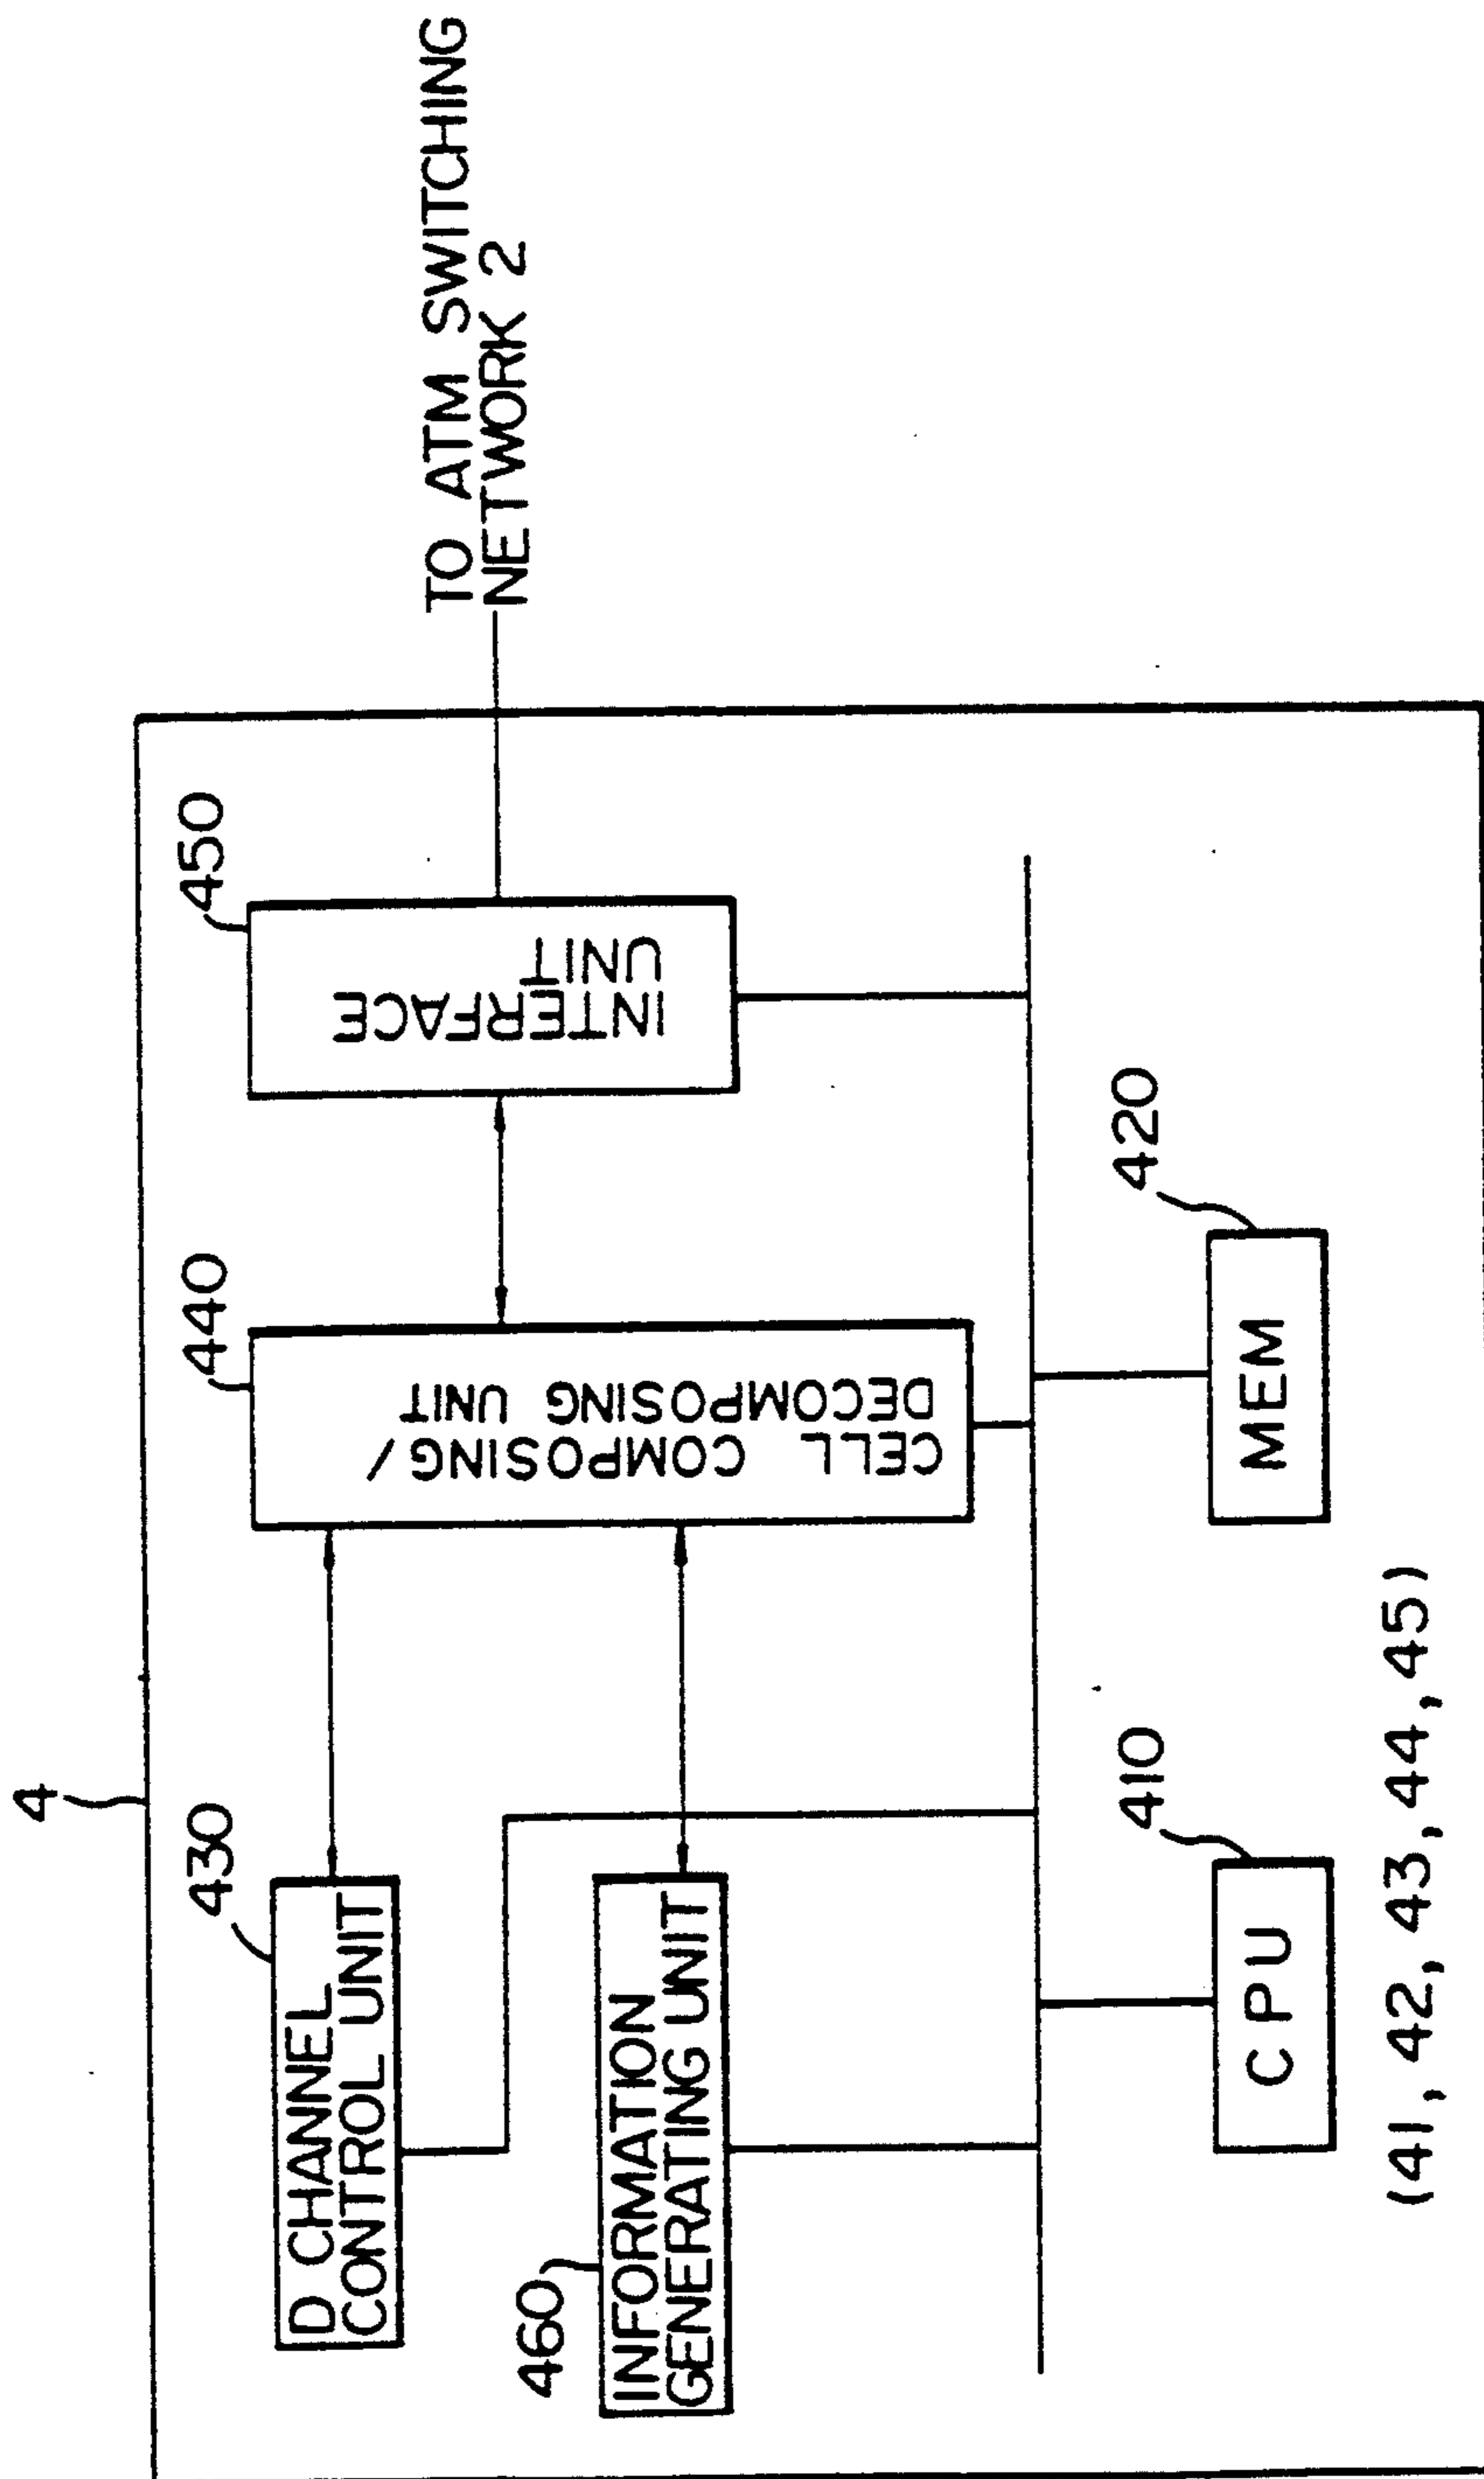 4
430
D CHANNEL
CONTROL UNIT
460
INFORMATION
GENERATING UNIT
440
CELL COMPOSING/
DECOMPOSING UNIT
450
INTERFACE
UNIT
TO ATM SWITCHING
NETWORK 2
410
CPU
420
MEM
(41, 42, 43, 44, 45)